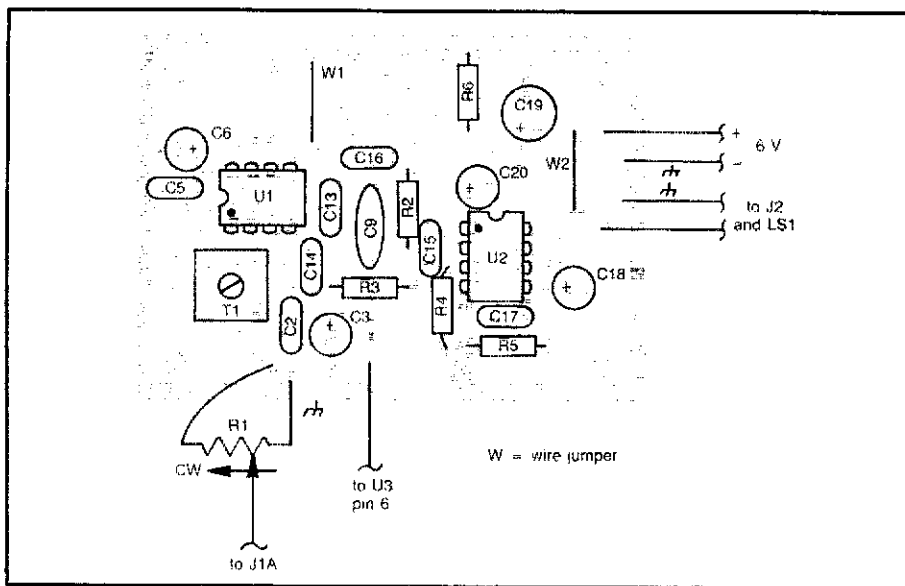 W1
R6
C19
C6
+
6 V
−
C16
W2
C5
U1
C13
C9
R2
C20
to J2
and LS1
C15
U2
C14
C18
T1
R3
R4
C2
C3
C17
R5
R1
CW
W = wire jumper
to U3
pin 6
to J1A